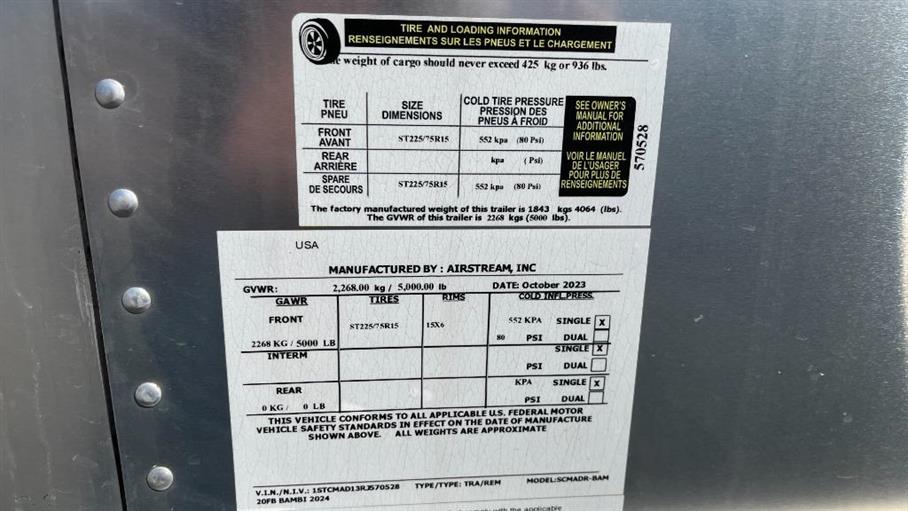 TIRE AND LOADING INFORMATION
RENSEIGNEMENTS SUR LES PNEUS ET LE CHARGEMENT
weight of cargo should never exceed 425 kg or 936 lbs.
TIRE PNEU SIZE DIMENSIONS COLD TIRE PRESSURE PRESSION DES PNEUS À FROID
FRONT AVANT ST225/75R15 552 kpa (80 Psi)
REAR ARRIÈRE kpa ( Psi)
SPARE DE SECOURS ST225/75R15 552 kpa (80 Psi)
SEE OWNER'S
MANUAL FOR
ADDITIONAL
INFORMATION
VOIR LE MANUEL
DE L'USAGER
POUR PLUS DE
RENSEIGNEMENTS
570528
The factory manufactured weight of this trailer is 1843 kgs 4064 (lbs).
The GVWR of this trailer is 2268 kgs (5000 lbs).
USA
MANUFACTURED BY : AIRSTREAM, INC
GVWR: 2,268.00 kg / 5,000.00 lb DATE: October 2023
GAWR TIRES RIMS COLD INFL.PRESS.
FRONT ST225/75R15 15X6 552 KPA SINGLE X
2268 KG / 5000 LB 80 PSI DUAL
INTERM SINGLE X
PSI DUAL
REAR KPA SINGLE X
0 KG / 0 LB PSI DUAL
THIS VEHICLE CONFORMS TO ALL APPLICABLE U.S. FEDERAL MOTOR
VEHICLE SAFETY STANDARDS IN EFFECT ON THE DATE OF MANUFACTURE
SHOWN ABOVE. ALL WEIGHTS ARE APPROXIMATE
V.I.N./N.I.V.: 1STCMAD13RJ570528 TYPE/TYPE: TRA/REM MODEL:SCMADR-BAM
20FB BAMBI 2024